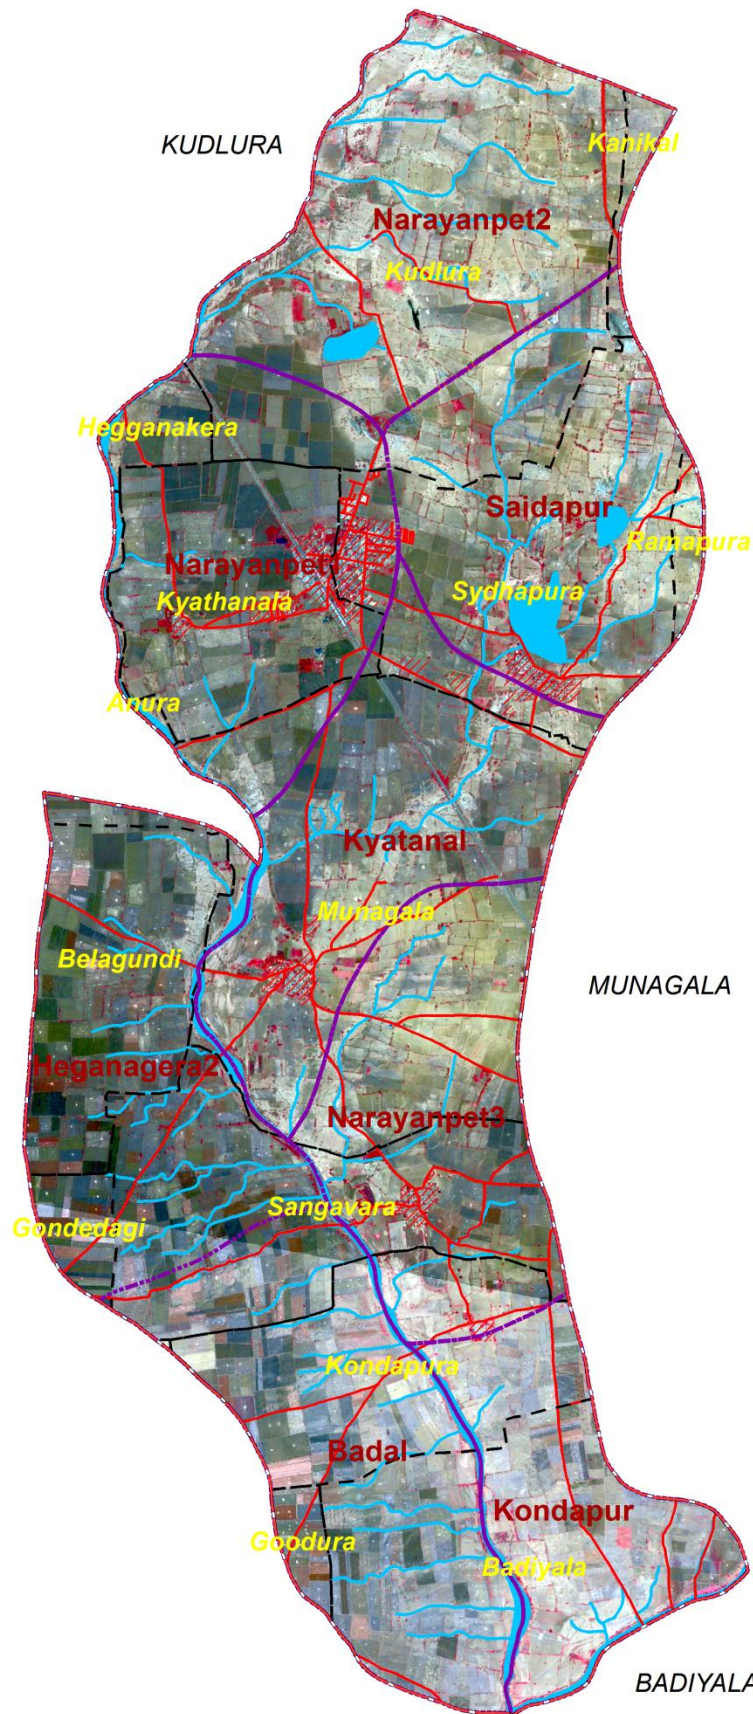 KUDLURA
Kanikal
Narayanpet2
Kudlura
Hegganakera
Saidapur
Ramapura
Narayanpet1
Kyathanala
Sydhapura
Anura
Kyatanal
Munagala
Belagundi
MUNAGALA
Heganagera2
Narayanpet3
Sangavara
Gondedagi
Kondapura
Badal
Kondapur
Goodura
Badiyala
BADIYALA